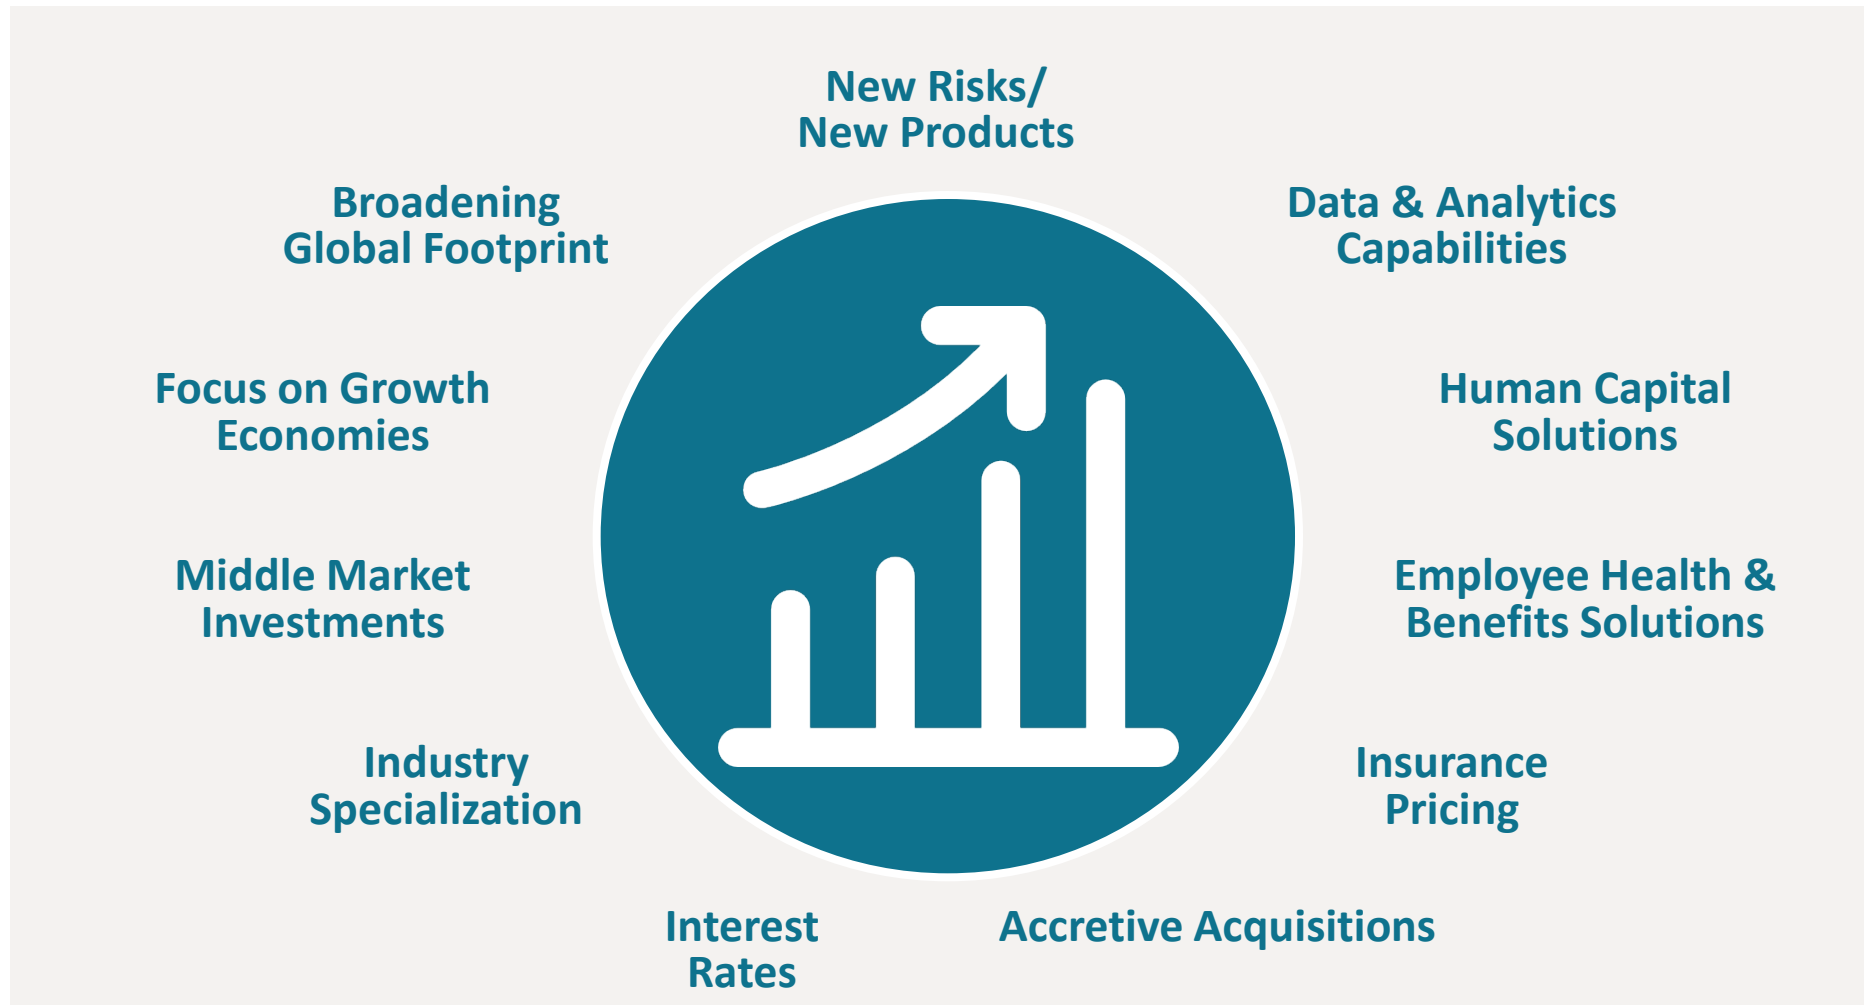 New Risks/
New Products
Broadening
Global Footprint
Data & Analytics
Capabilities
Focus on Growth
Economies
Human Capital
Solutions
Middle Market
Investments
Employee Health &
Benefits Solutions
Industry
Specialization
Insurance
Pricing
Interest
Rates
Accretive Acquisitions